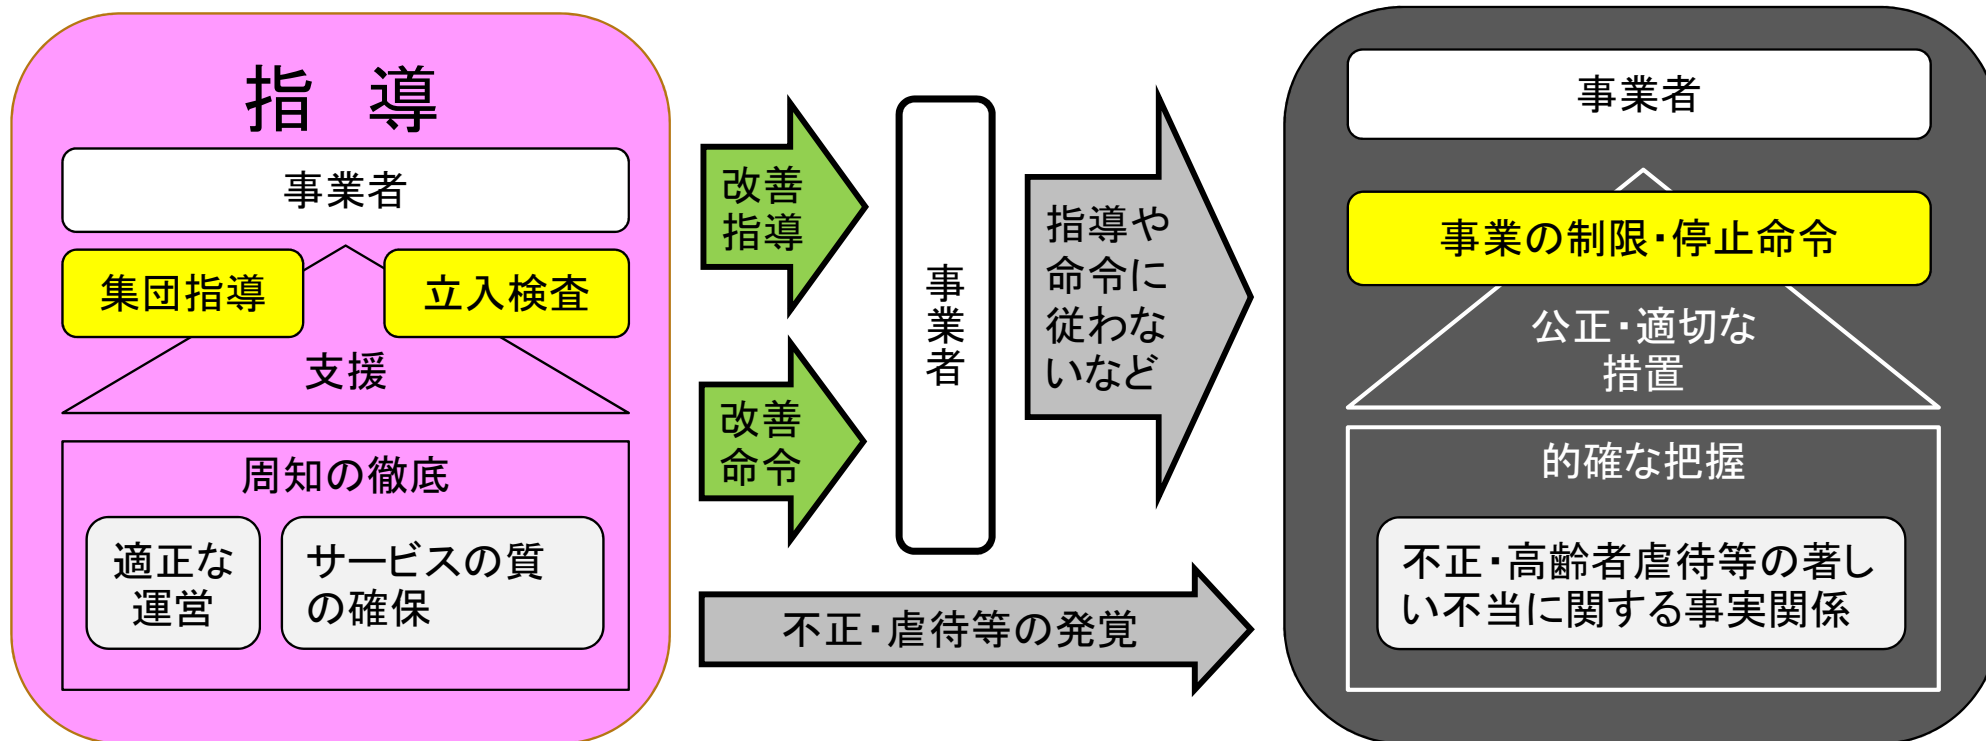 指　導
事業者
集団指導
立入検査
支援
周知の徹底
適正な
運営
サービスの質
の確保
改善
指導
改善
命令
事業者
指導や
命令に
従わな
いなど
不正・虐待等の発覚
事業者
事業の制限・停止命令
公正・適切な
措置
的確な把握
不正・高齢者虐待等の著し
い不当に関する事実関係